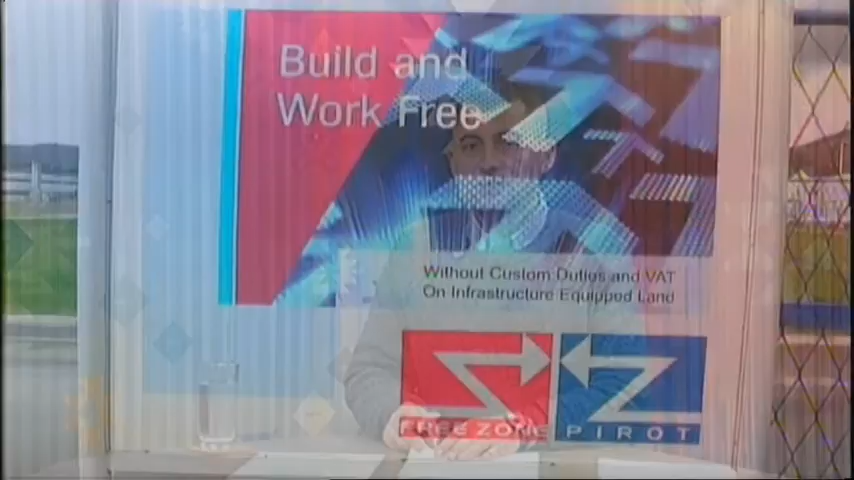 Build and
Work Free
Without Custom Duties and VAT
On Infrastructure Equipped Land
FREE ZONE PIROT